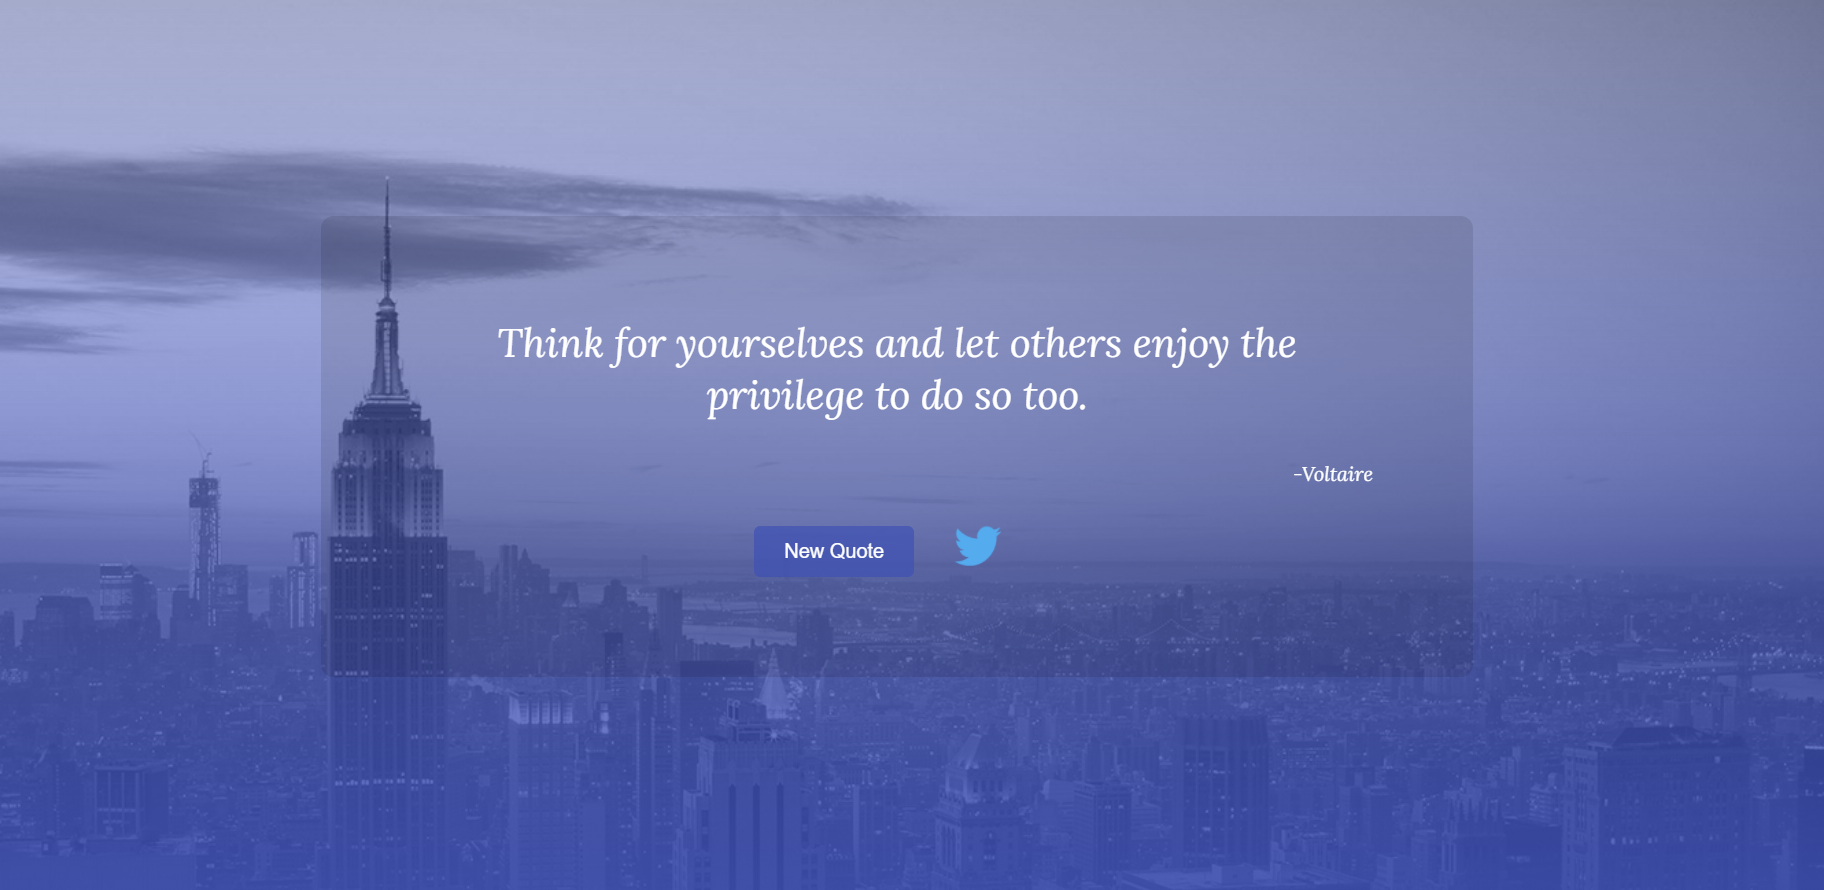 Think for yourselves and let others enjoy the
privilege to do so too.
-Voltaire
New Quote